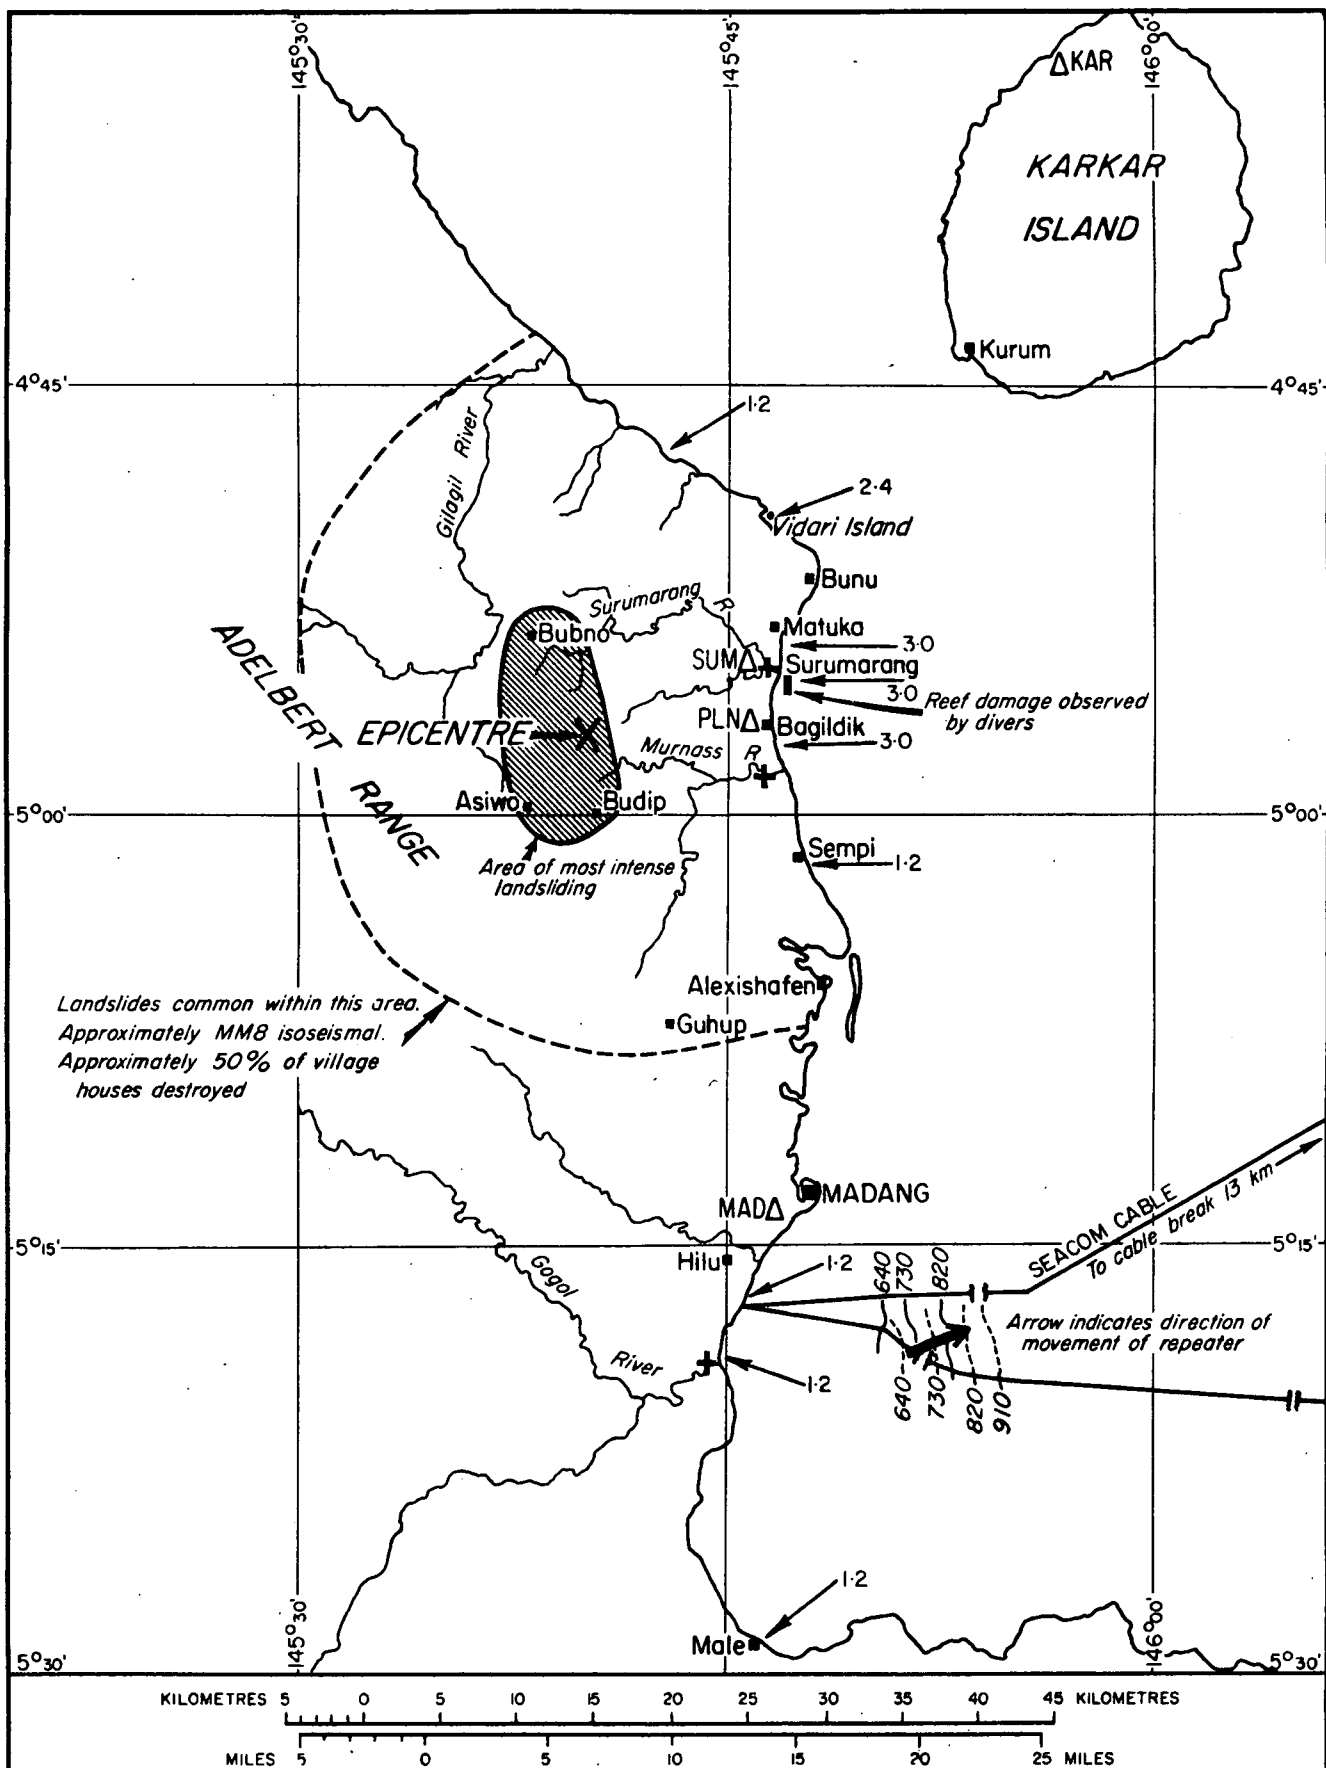 145°30'
145°45'
146°00'
KAR
KARKAR
ISLAND
Kurum
4°45'
4°45'
1·2
Gilagil River
2·4
Vidari Island
Bunu
Surumarang R
Matuka
Bubno
3·0
SUM
Surumarang
3·0
Reef damage observed
by divers
ADELBERT RANGE
PLN
Bagildik
EPICENTRE
Murnass R
3·0
Asiwo
Budip
5°00'
5°00'
Sempi
1·2
Area of most intense
landsliding
Alexishafen
Landslides common within this area.
Approximately MM8 isoseismal.
Approximately 50% of village
houses destroyed
Guhup
MADANG
MAD
SEACOM CABLE
To cable break 13 km
5°15'
5°15'
Hilu
1·2
640
730
820
Gogol
River
Arrow indicates direction of
movement of repeater
1·2
640
730
820
910
1·2
Male
145°30'
146°00'
5°30'
5°30'
KILOMETRES 5 0 5 10 15 20 25 30 35 40 45 KILOMETRES
MILES 5 0 5 10 15 20 25 MILES